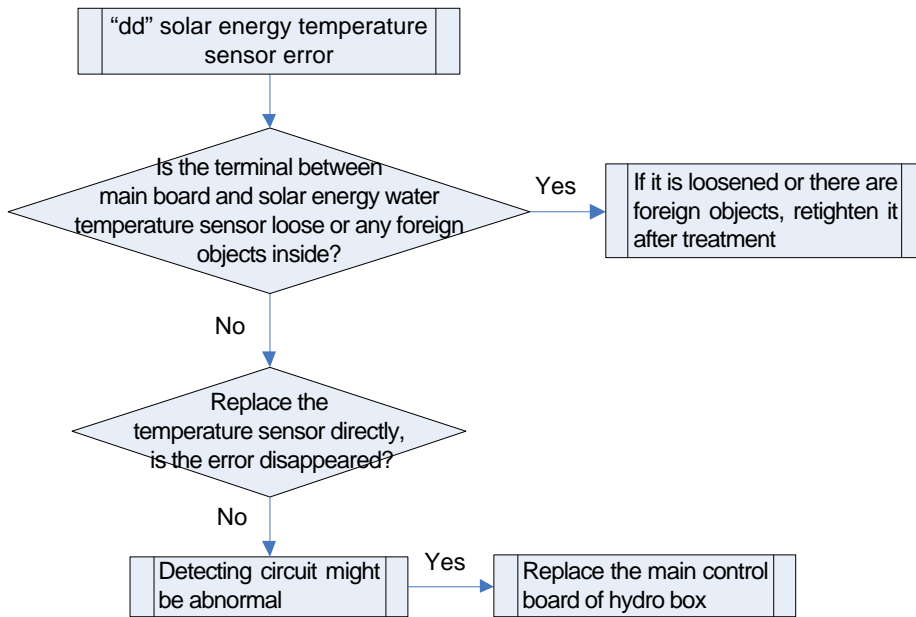 “dd” solar energy temperature
sensor error
Is the terminal between
main board and solar energy water
temperature sensor loose or any foreign
objects inside?
Yes
If it is loosened or there are
foreign objects, retighten it
after treatment
No
Replace the
temperature sensor directly,
is the error disappeared?
No
Detecting circuit might
be abnormal
Yes
Replace the main control
board of hydro box